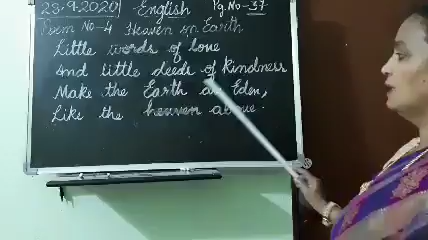 23.9.2020 English Pg.No-37
Poem No-4 Heaven on Earth
Little words of love
And little deeds of kindness
Make the Earth an Eden,
Like the heaven above.